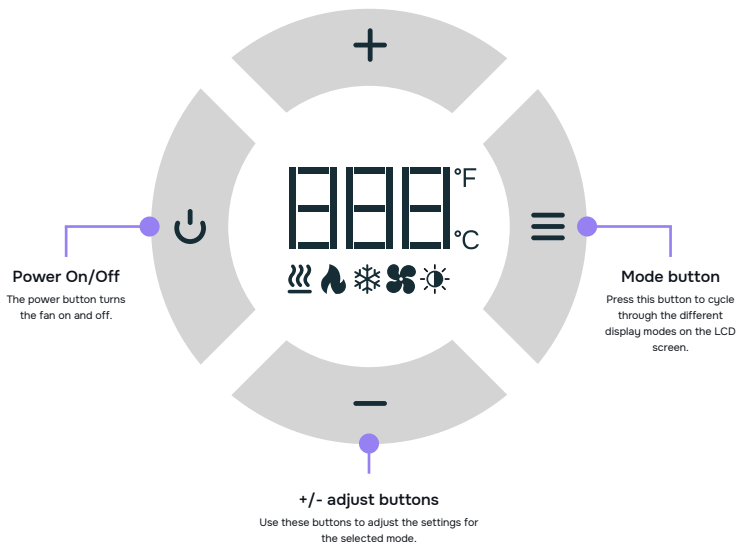 888
°F
°C
Power On/Off
The power button turns
the fan on and off.
Mode button
Press this button to cycle
through the different
display modes on the LCD
screen.
+/- adjust buttons
Use these buttons to adjust the settings for
the selected mode.